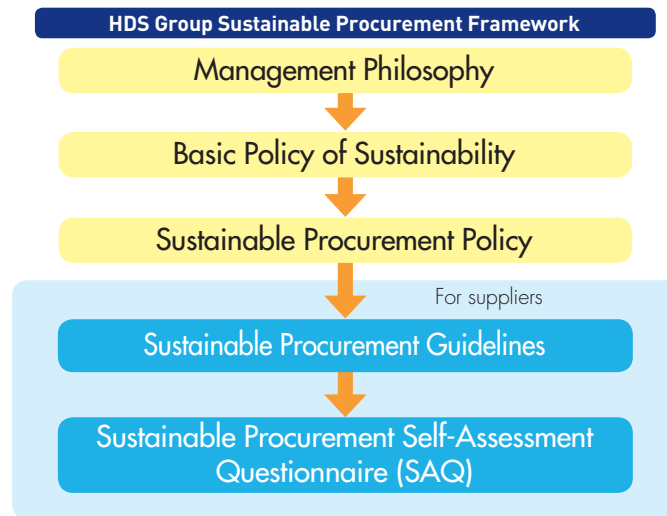 HDS Group Sustainable Procurement Framework
Management Philosophy
Basic Policy of Sustainability
Sustainable Procurement Policy
For suppliers
Sustainable Procurement Guidelines
Sustainable Procurement Self-Assessment
Questionnaire (SAQ)